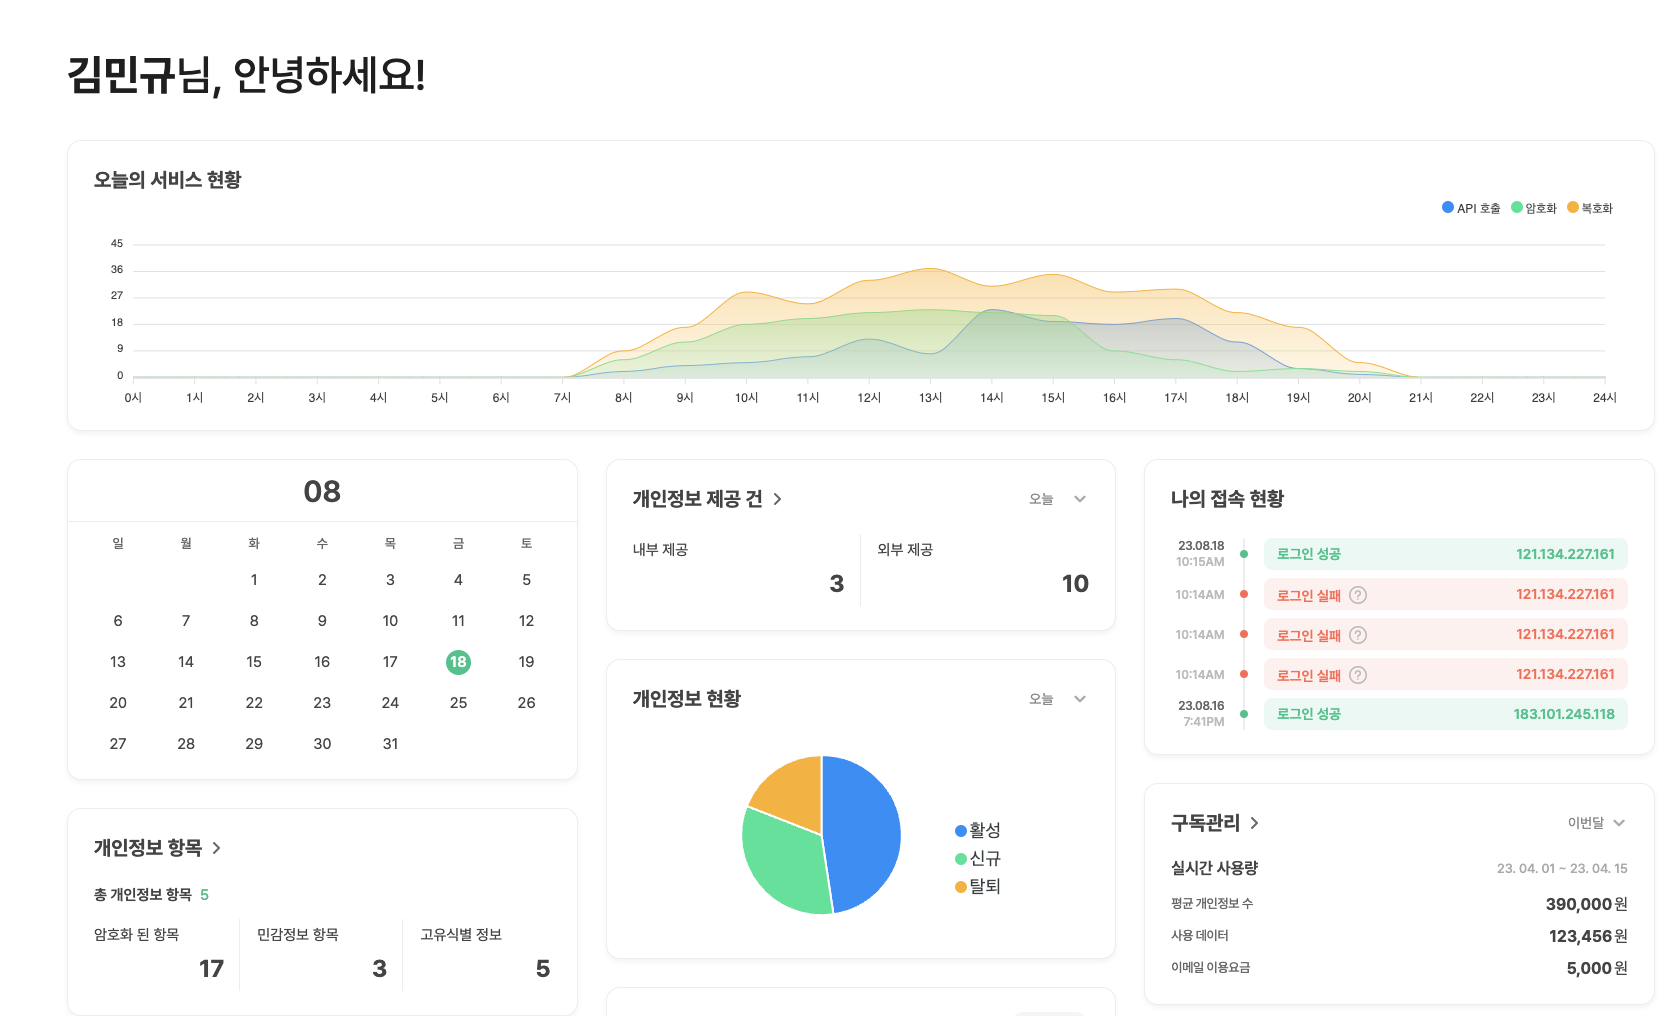 김민규님, 안녕하세요!
오늘의 서비스 현황
API 호출 암호화 복호화
45
36
27
18
9
0
0시 1시 2시 3시 4시 5시 6시 7시 8시 9시 10시 11시 12시 13시 14시 15시 16시 17시 18시 19시 20시 21시 22시 23시 24시
08
일 월 화 수 목 금 토
1 2 3 4 5
6 7 8 9 10 11 12
13 14 15 16 17 18 19
20 21 22 23 24 25 26
27 28 29 30 31
개인정보 항목
총 개인정보 항목 5
암호화 된 항목 민감정보 항목 고유식별 정보
17 3 5
개인정보 제공 건 오늘
내부 제공 외부 제공
3 10
개인정보 현황 오늘
활성
신규
탈퇴
나의 접속 현황
23.08.18
10:15AM 로그인 성공 121.134.227.161
10:14AM 로그인 실패 ? 121.134.227.161
10:14AM 로그인 실패 ? 121.134.227.161
10:14AM 로그인 실패 ? 121.134.227.161
23.08.16
7:41PM 로그인 성공 183.101.245.118
구독관리 이번달
실시간 사용량 23. 04. 01 ~ 23. 04. 15
평균 개인정보 수 390,000원
사용 데이터 123,456원
이메일 이용요금 5,000원